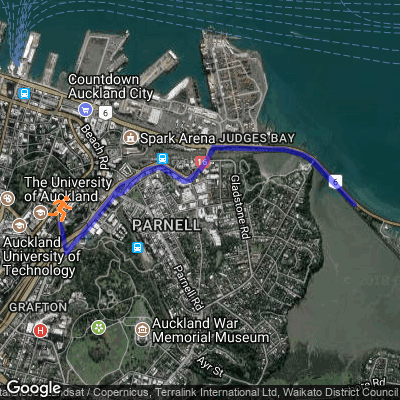 Countdown
Auckland City
6
Beach Rd
Spark Arena
JUDGES BAY
16
6
The University
of Auckland
Gladstone Rd
PARNELL
Auckland
University of
Technology
Parnell Rd
GRAFTON
H
Auckland War
Memorial Museum
Ayr St
Rd
Google
Landsat / Copernicus, Terralink International Ltd, Waikato District Council